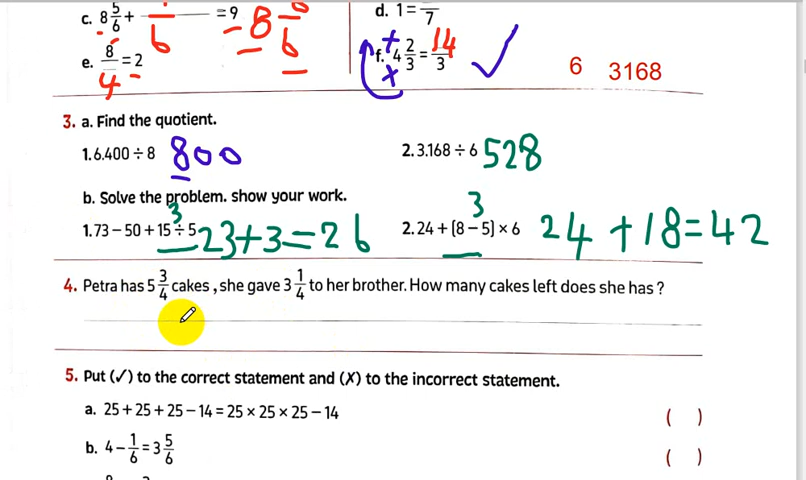 c. 8 5/6 + —/6 = 9 – 8 –/6
d. 1 = —/7
e. 8/4 = 2
f. 4 2/3 = 14/3 ✓
6 3168
3. a. Find the quotient.
1.6.400 ÷ 8 800
2.3.168 ÷ 6 528
b. Solve the problem. show your work.
3
1.73 – 50 + 15 ÷ 5 23+3=26
3
2.24 + [8 – 5] × 6 24 +18=42
4. Petra has 5 3/4 cakes , she gave 3 1/4 to her brother. How many cakes left does she has ?
5. Put (✓) to the correct statement and (X) to the incorrect statement.
a. 25 + 25 + 25 – 14 = 25 × 25 × 25 – 14 ( )
b. 4 – 1/6 = 3 5/6 ( )